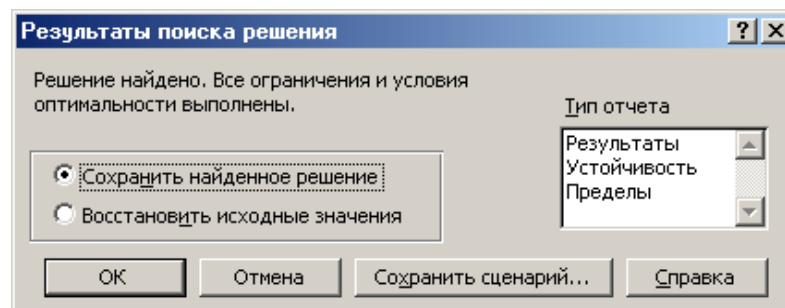 Результаты поиска решения
Решение найдено. Все ограничения и условия
оптимальности выполнены.
Тип отчета
Результаты
Устойчивость
Пределы
Сохранить найденное решение
Восстановить исходные значения
ОК
Отмена
Сохранить сценарий...
Справка